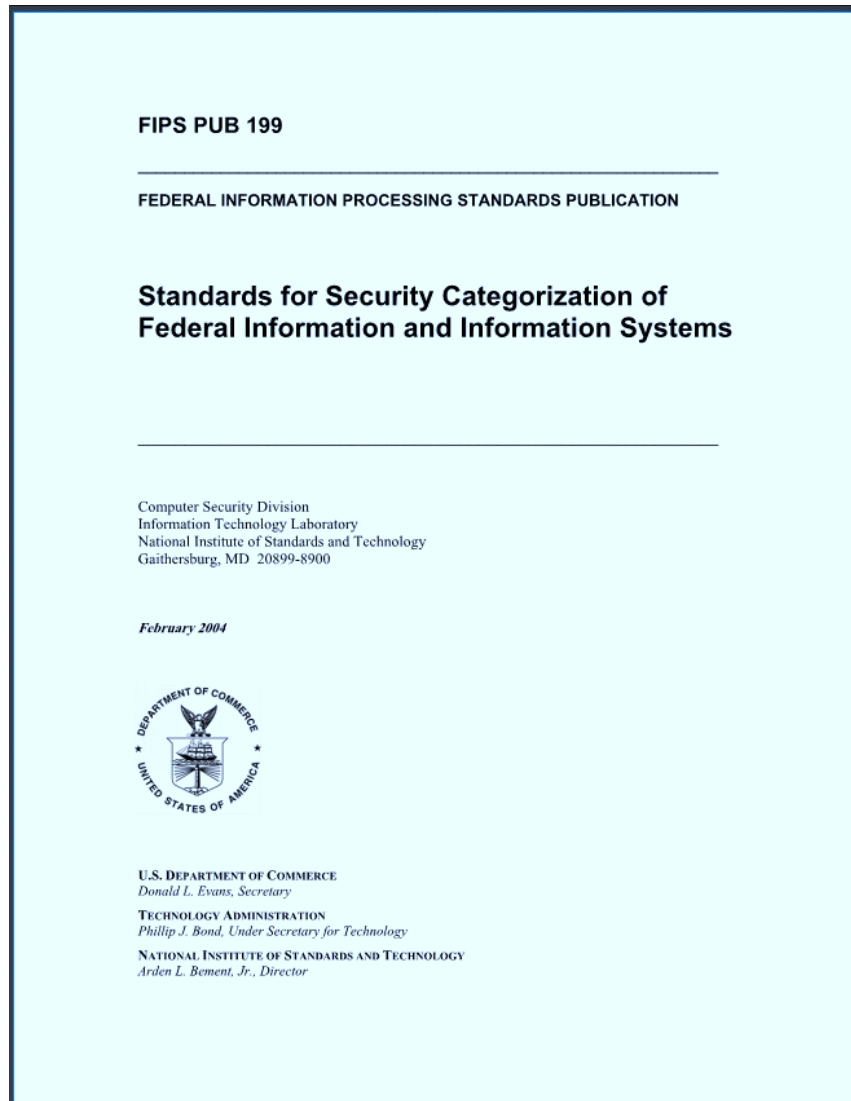 FIPS PUB 199
FEDERAL INFORMATION PROCESSING STANDARDS PUBLICATION
Standards for Security Categorization of
Federal Information and Information Systems
Computer Security Division
Information Technology Laboratory
National Institute of Standards and Technology
Gaithersburg, MD 20899-8900
February 2004
DEPARTMENT OF COMMERCE
UNITED STATES OF AMERICA
U.S. DEPARTMENT OF COMMERCE
Donald L. Evans, Secretary
TECHNOLOGY ADMINISTRATION
Phillip J. Bond, Under Secretary for Technology
NATIONAL INSTITUTE OF STANDARDS AND TECHNOLOGY
Arden L. Bement, Jr., Director